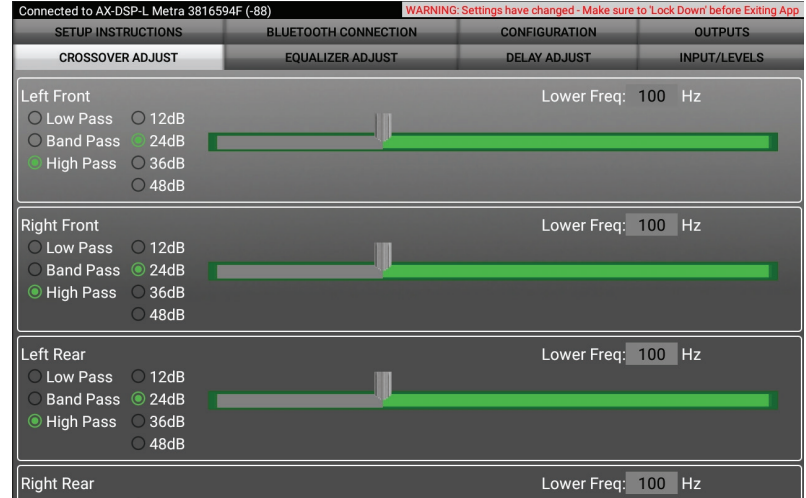 Connected to AX-DSP-L Metra 3816594F (-88) WARNING: Settings have changed - Make sure to 'Lock Down' before Exiting App
SETUP INSTRUCTIONS BLUETOOTH CONNECTION CONFIGURATION OUTPUTS
CROSSOVER ADJUST EQUALIZER ADJUST DELAY ADJUST INPUT/LEVELS
Left Front Lower Freq: 100 Hz
Low Pass 12dB
Band Pass 24dB
High Pass 36dB
48dB
Right Front Lower Freq: 100 Hz
Low Pass 12dB
Band Pass 24dB
High Pass 36dB
48dB
Left Rear Lower Freq: 100 Hz
Low Pass 12dB
Band Pass 24dB
High Pass 36dB
48dB
Right Rear Lower Freq: 100 Hz